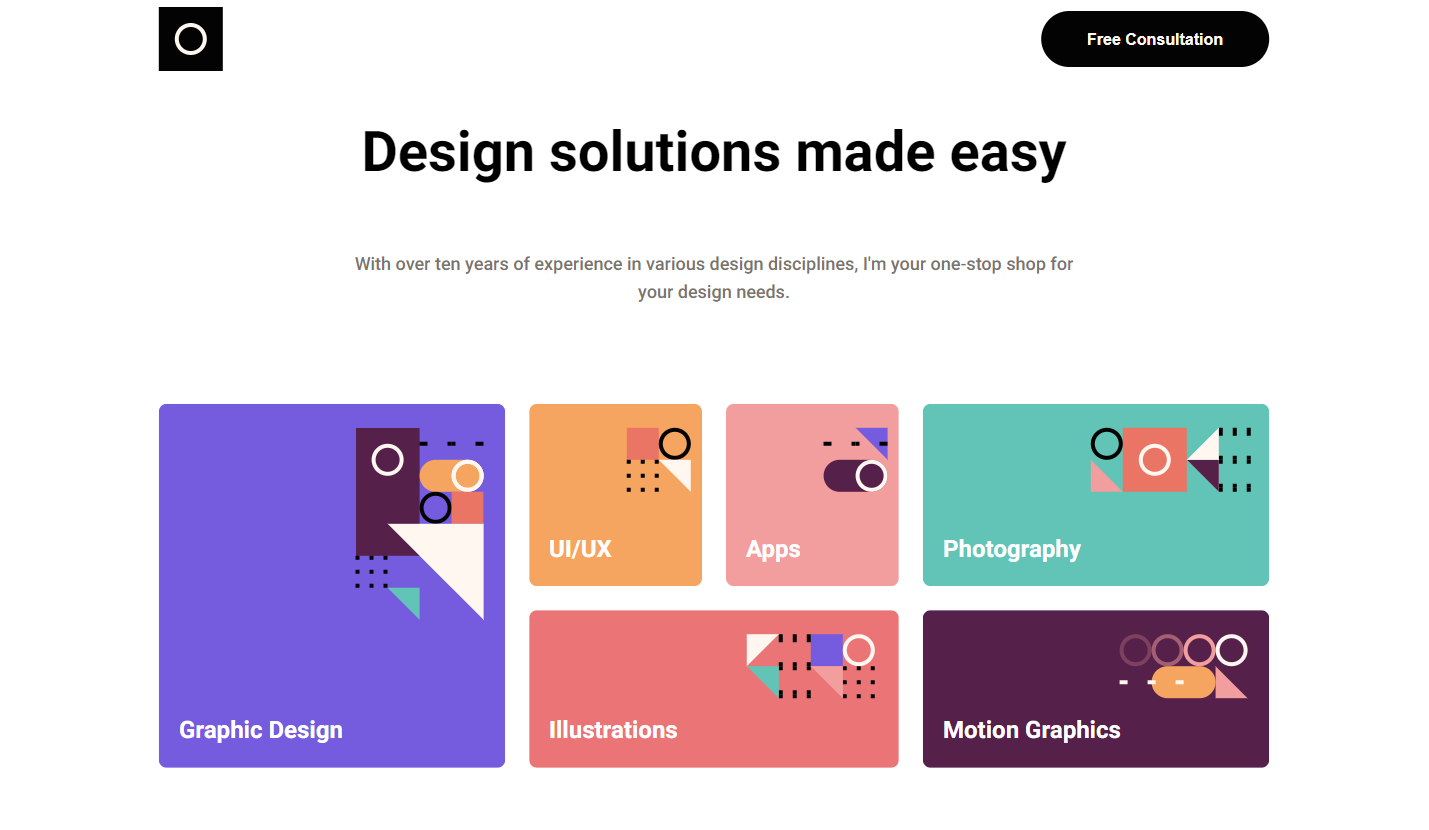 Free Consultation
Design solutions made easy
With over ten years of experience in various design disciplines, I'm your one-stop shop for
your design needs.
UI/UX
Apps
Photography
Graphic Design
Illustrations
Motion Graphics